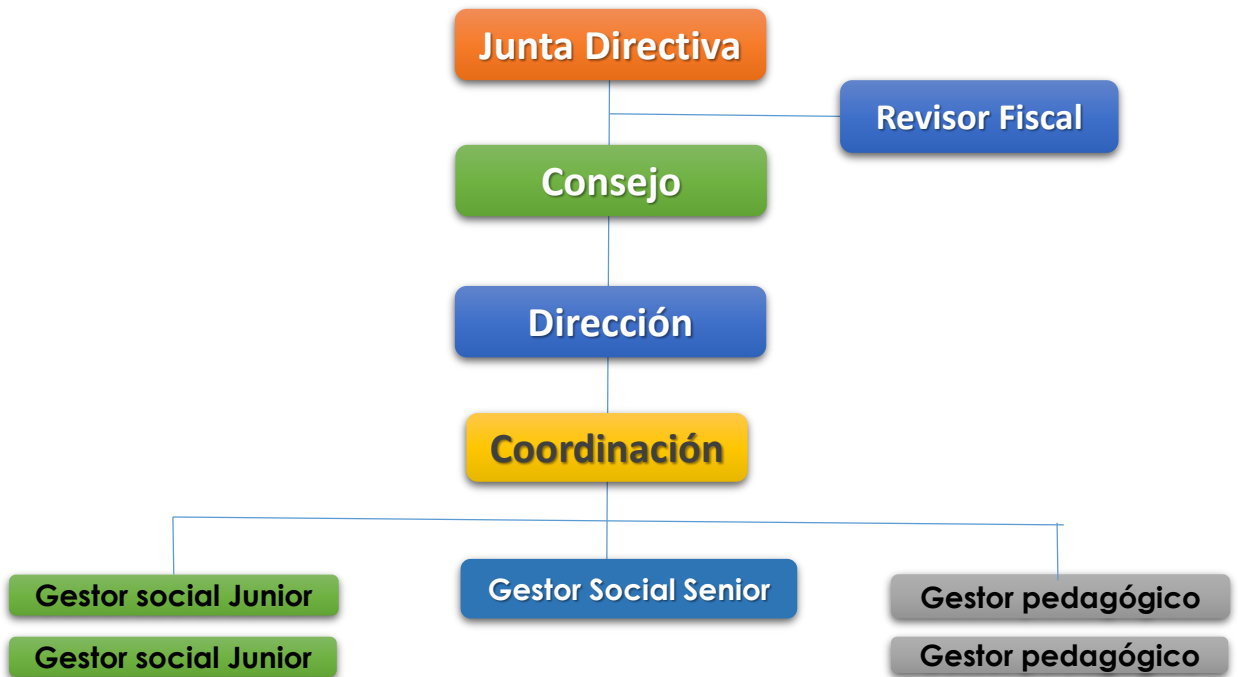 Junta Directiva
Revisor Fiscal
Consejo
Dirección
Coordinación
Gestor social Junior
Gestor Social Senior
Gestor pedagógico
Gestor social Junior
Gestor pedagógico